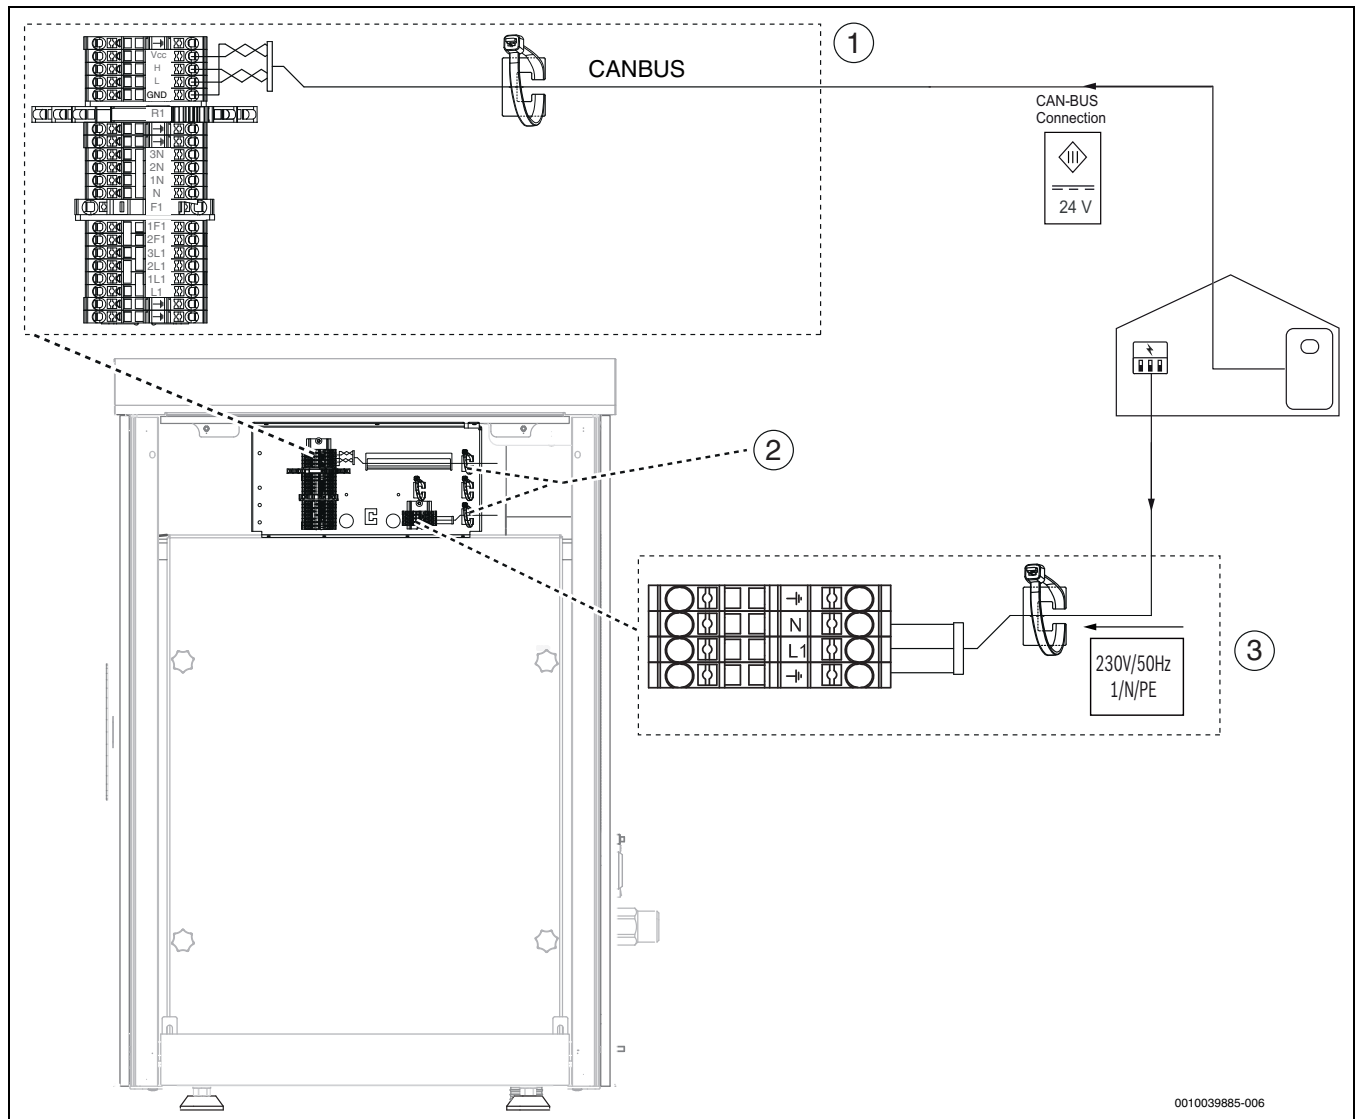 1
Vcc
H
L
GND
R1
3N
2N
1N
N
F1
1F1
2F1
3L1
2L1
1L1
L1
CANBUS
CAN-BUS
Connection
24 V
2
N
L1
230V/50Hz
1/N/PE
3
0010039885-006